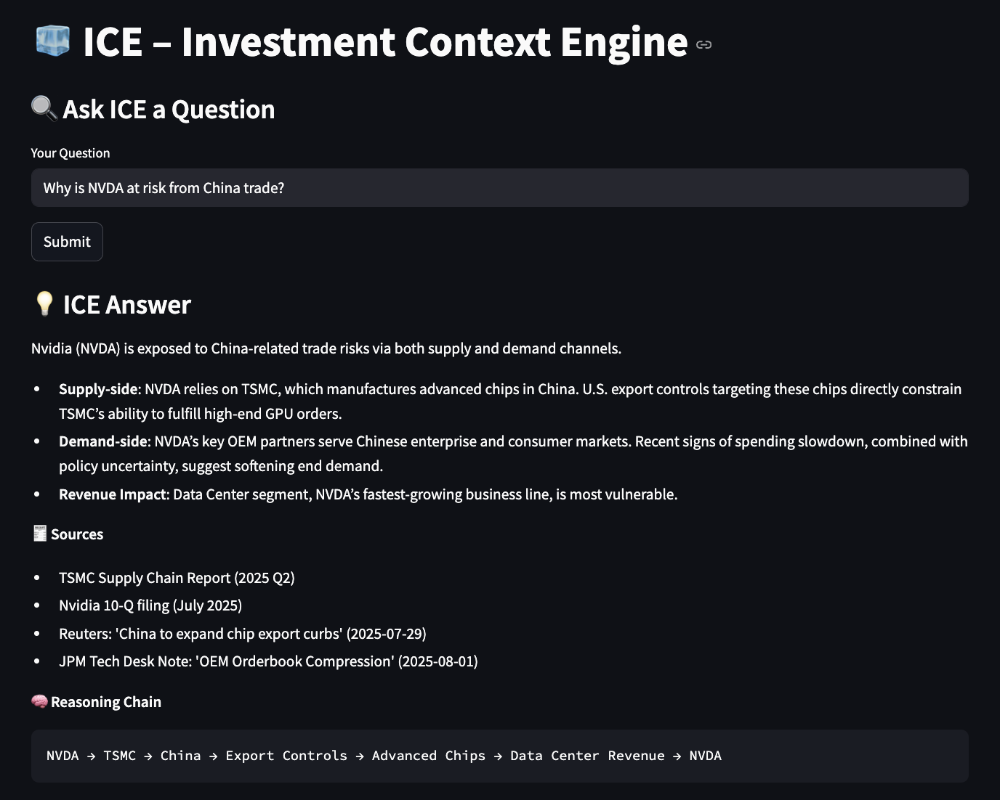 ICE – Investment Context Engine
Ask ICE a Question
Your Question
Why is NVDA at risk from China trade?
Submit
ICE Answer
Nvidia (NVDA) is exposed to China-related trade risks via both supply and demand channels.
• Supply-side: NVDA relies on TSMC, which manufactures advanced chips in China. U.S. export controls targeting these chips directly constrain
TSMC’s ability to fulfill high-end GPU orders.
• Demand-side: NVDA’s key OEM partners serve Chinese enterprise and consumer markets. Recent signs of spending slowdown, combined with
policy uncertainty, suggest softening end demand.
• Revenue Impact: Data Center segment, NVDA’s fastest-growing business line, is most vulnerable.
Sources
• TSMC Supply Chain Report (2025 Q2)
• Nvidia 10-Q filing (July 2025)
• Reuters: 'China to expand chip export curbs' (2025-07-29)
• JPM Tech Desk Note: 'OEM Orderbook Compression' (2025-08-01)
Reasoning Chain
NVDA → TSMC → China → Export Controls → Advanced Chips → Data Center Revenue → NVDA